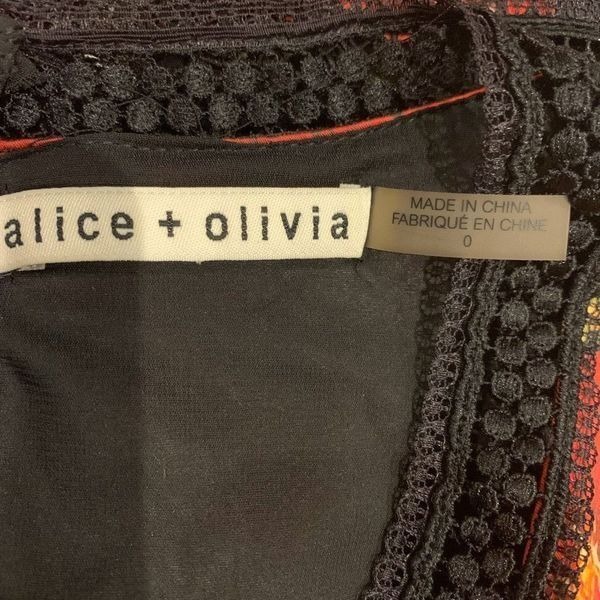 alice + olivia
MADE IN CHINA
FABRIQUÉ EN CHINE
0